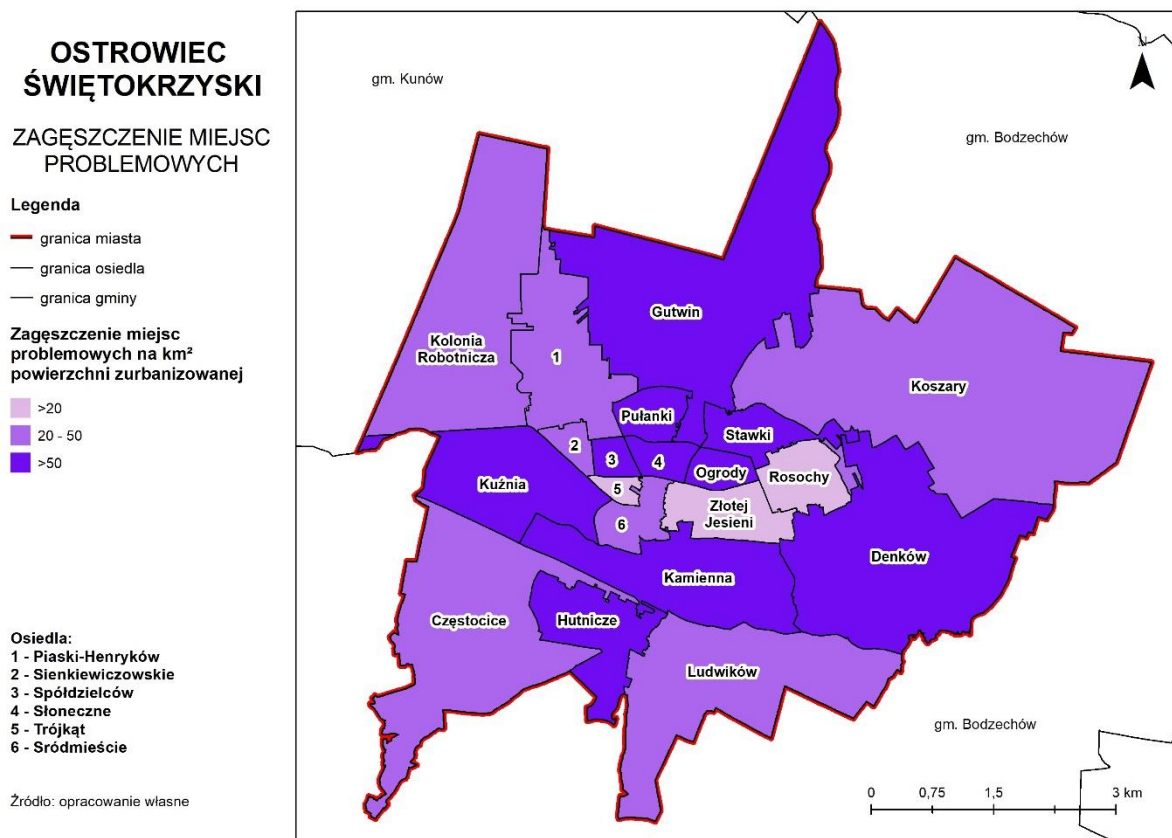 OSTROWIEC
ŚWIĘTOKRZYSKI
ZAGĘSZCZENIE MIEJSC
PROBLEMOWYCH
Legenda
granica miasta
granica osiedla
granica gminy
Zagęszczenie miejsc
problemowych na km²
powierzchni zurbanizowanej
>20
20 - 50
>50
Osiedla:
1 - Piaski-Henryków
2 - Sienkiewiczowskie
3 - Spółdzielców
4 - Słoneczne
5 - Trójkąt
6 - Sródmieście
Źródło: opracowanie własne
gm. Kunów
N
gm. Bodzechów
Gutwin
Kolonia
Robotnicza
1
Koszary
Pułanki
Stawki
2
3
4
Ogrody
Rosochy
Kuźnia
5
Złotej
Jesieni
6
Denków
Kamienna
Częstocice
Hutnicze
Ludwików
gm. Bodzechów
0 0,75 1,5 3 km